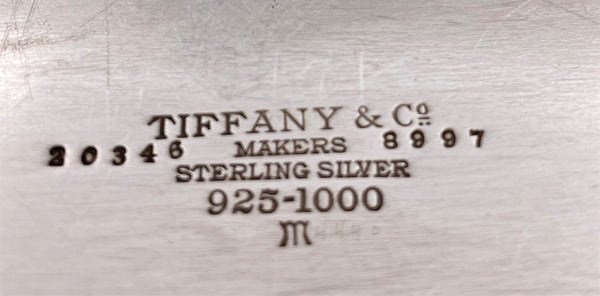 TIFFANY & Cº
20346 MAKERS 8997
STERLING SILVER
925-1000
M